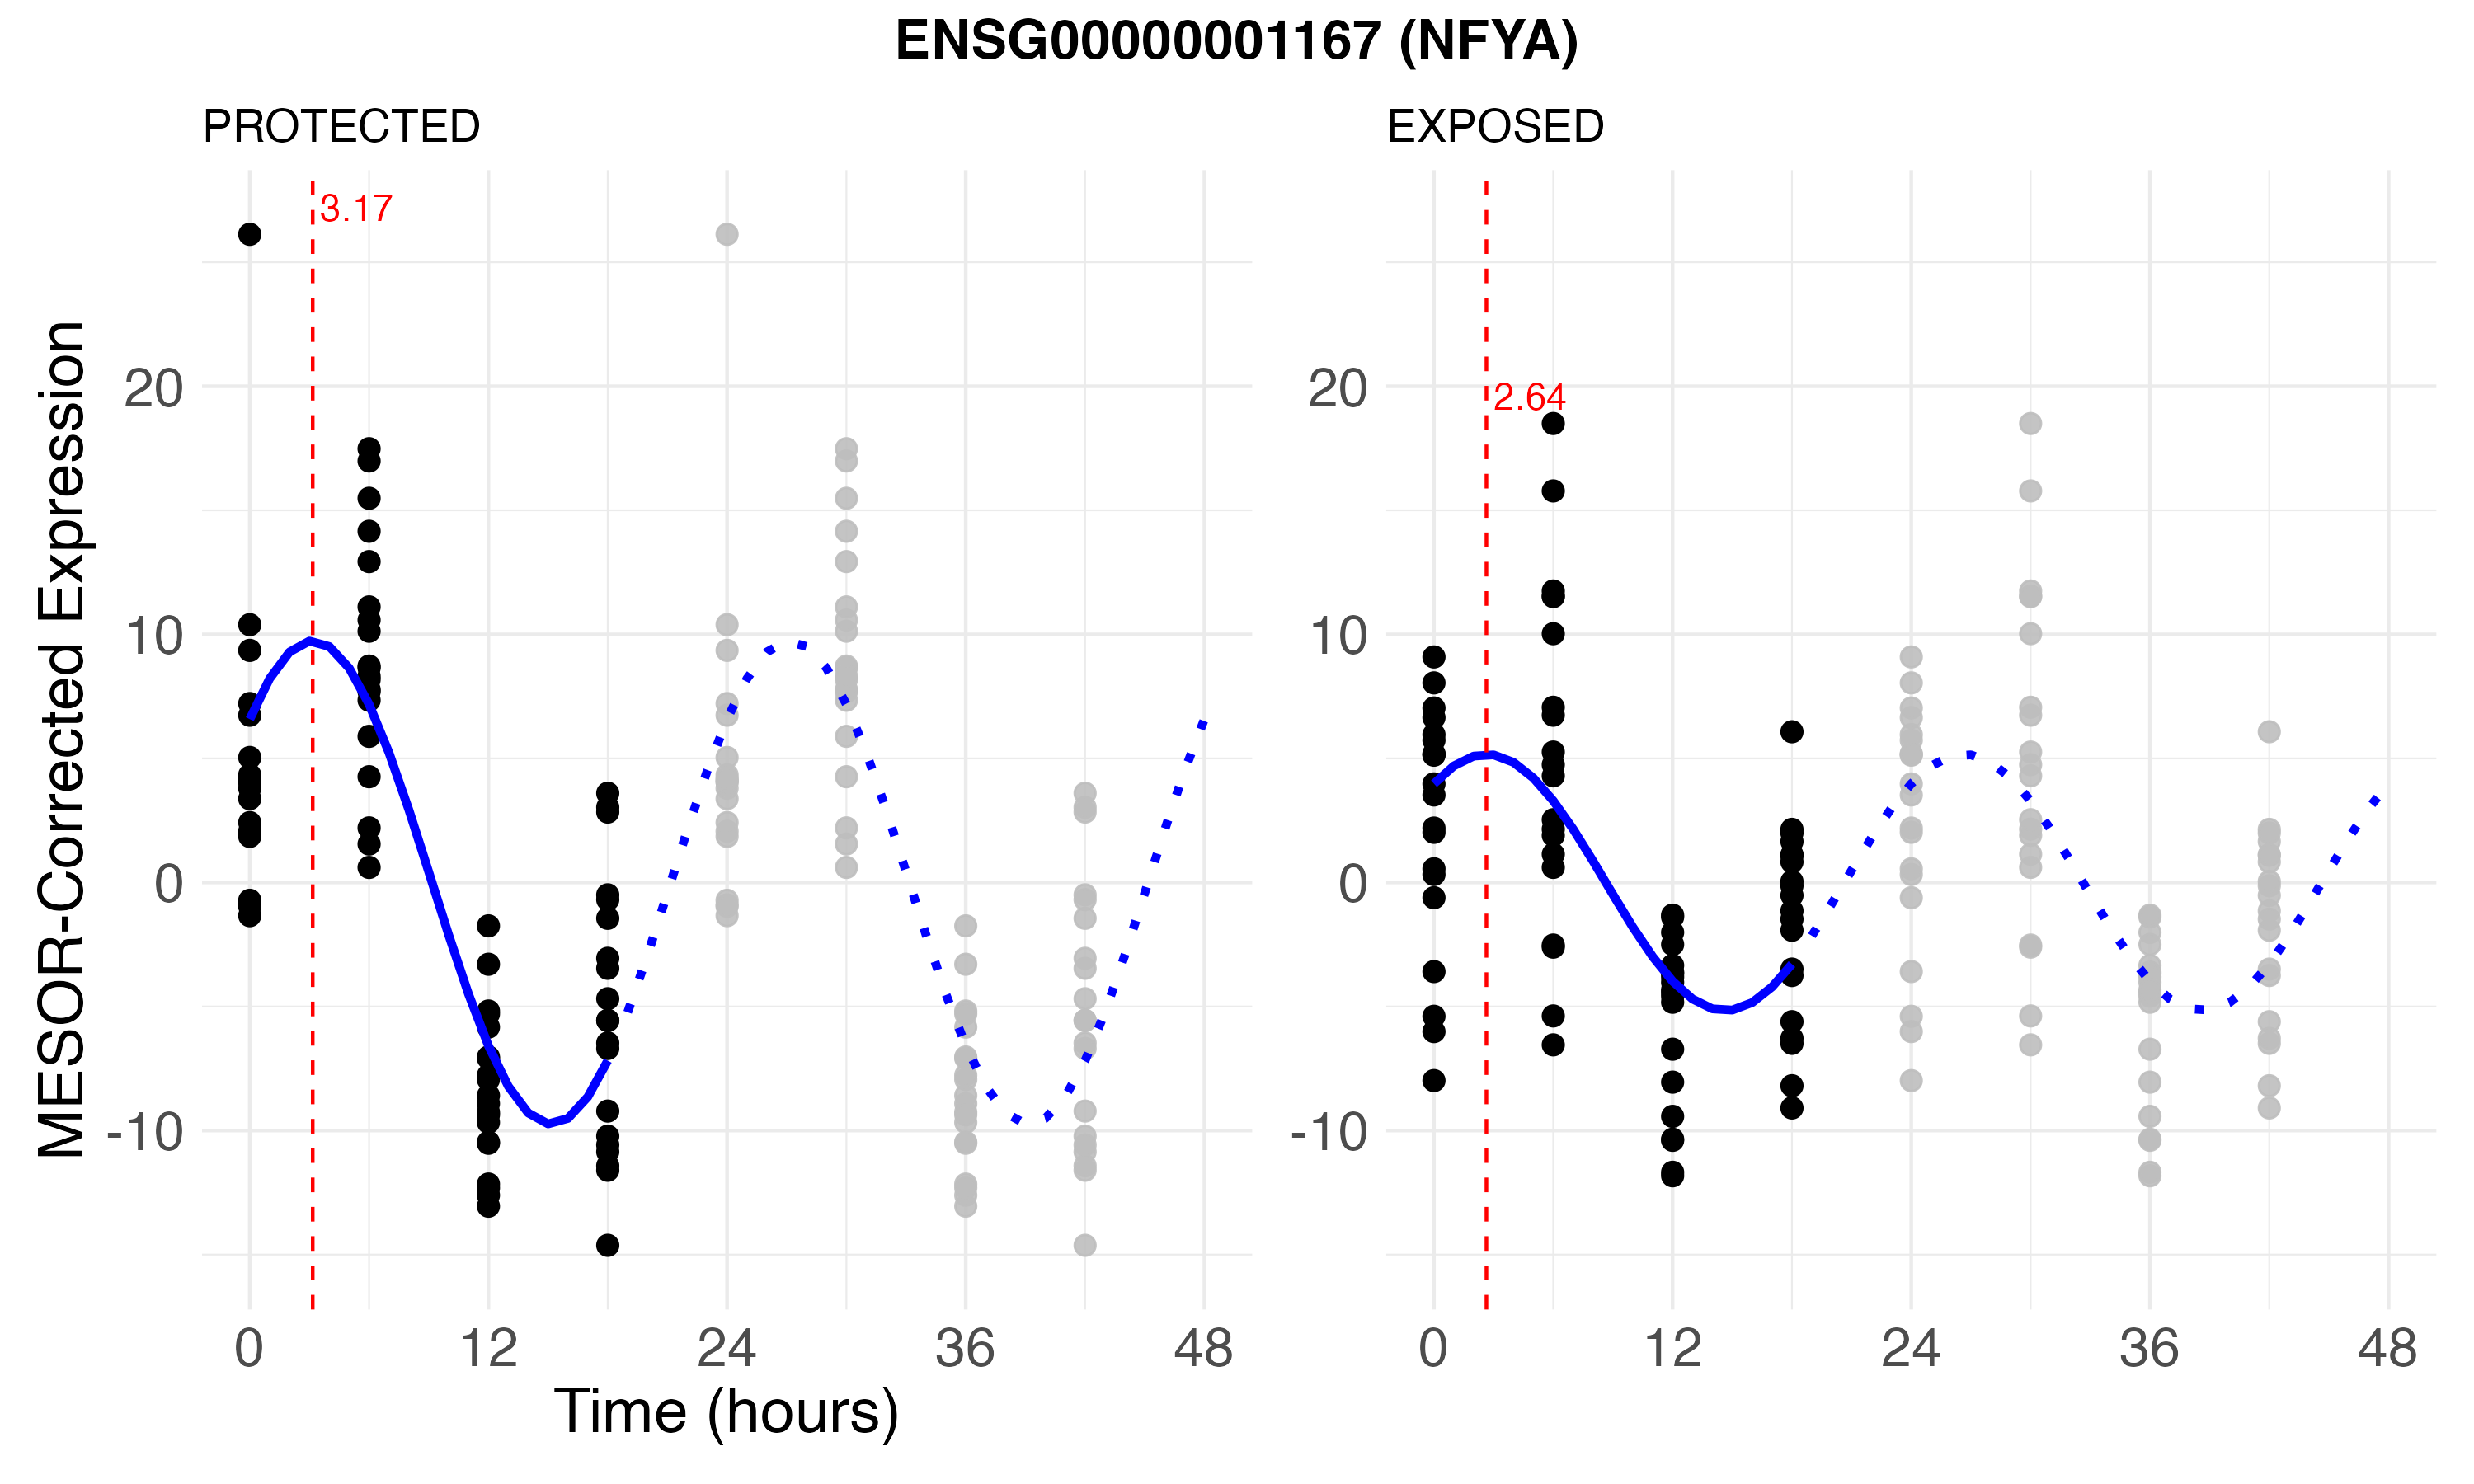 ENSG00000001167 (NFYA)
PROTECTED
EXPOSED
3.17
2.64
MESOR-Corrected Expression
20
10
0
-10
20
10
0
-10
0 12 24 36 48
0 12 24 36 48
Time (hours)